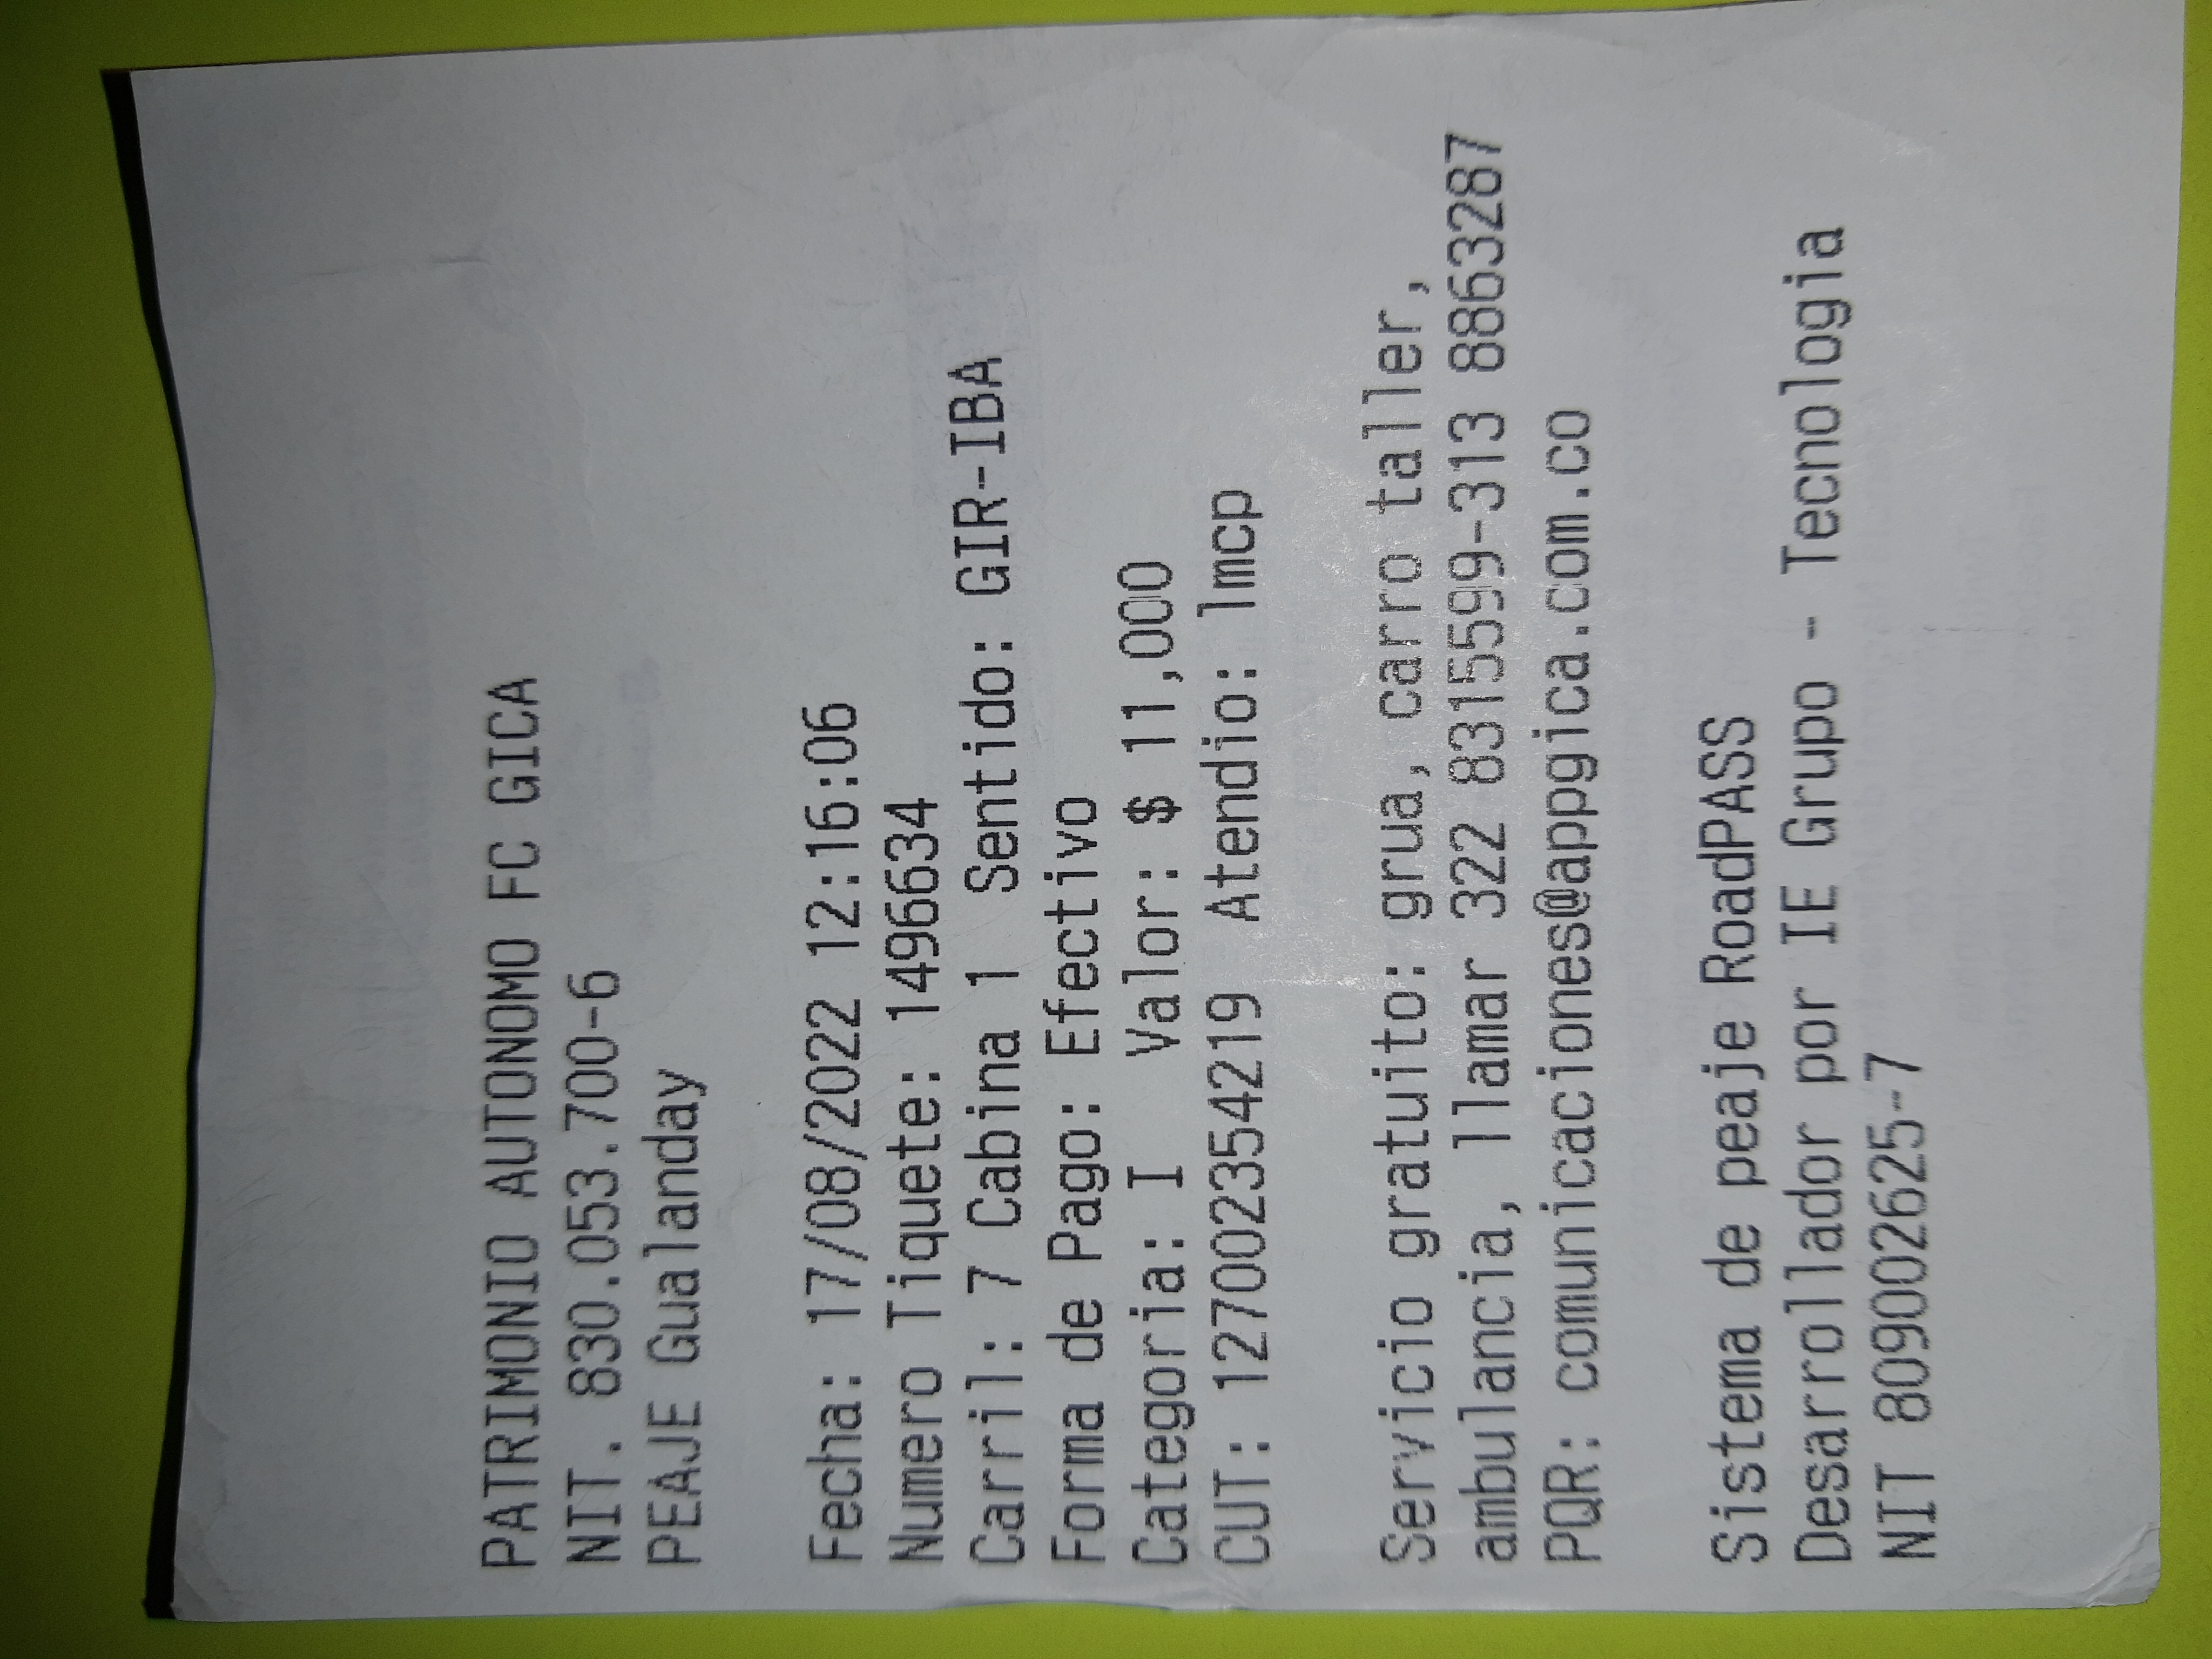 PATRIMONIO AUTONOMO FC GICA
NIT. 830.053.700-6
PEAJE Gualanday
Fecha: 17/08/2022 12:16:06
Numero Tiquete: 1496634
Carril: 7 Cabina 1 Sentido: GIR-IBA
Forma de Pago: Efectivo
Categoria: I Valor: $ 11,000
CUT: 127002354219 Atendio: lmcp
Servicio gratuito: grua, carro taller,
ambulancia, llamar 322 8315599-313 8863287
PQR: comunicaciones@appgica.com.co
Sistema de peaje RoadPASS
Desarrollador por IE Grupo - Tecnologia
NIT 809002625-7